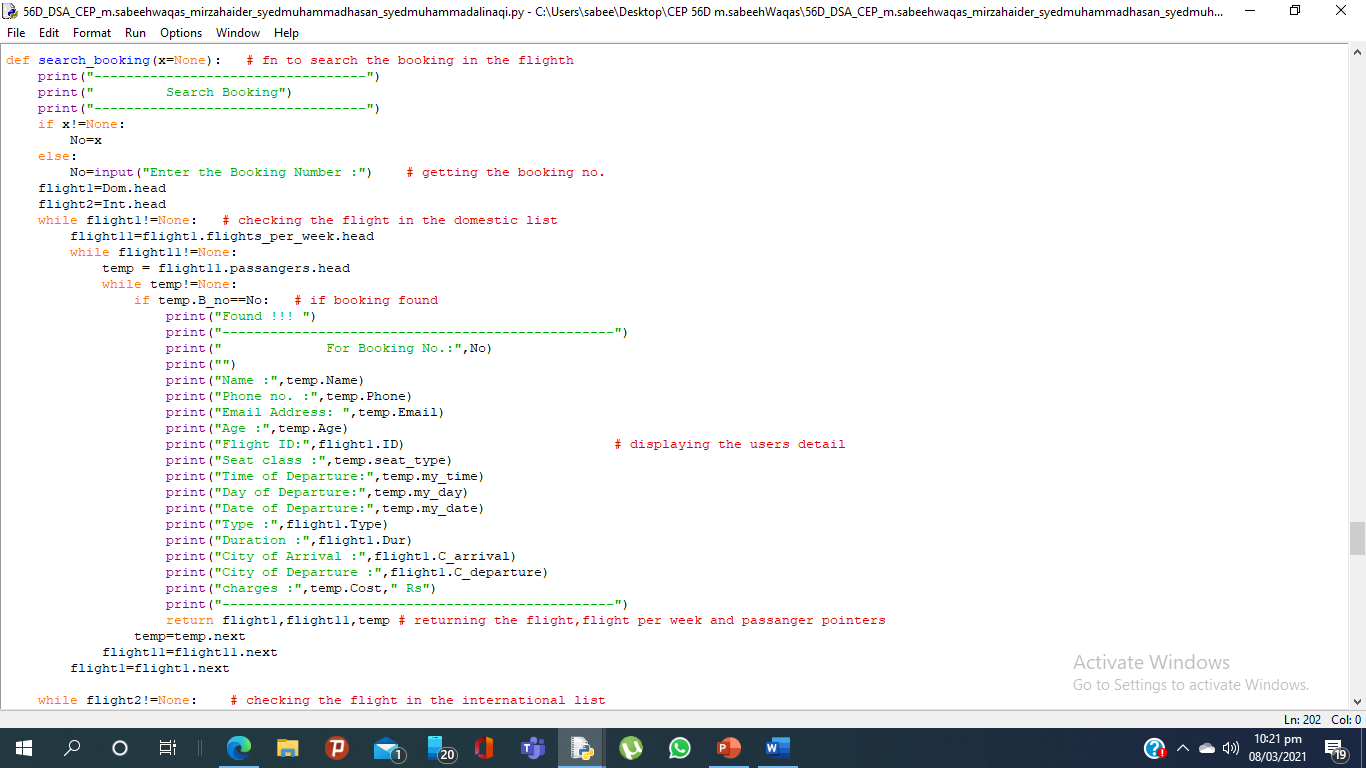 56D_DSA_CEP_m.sabeehwaqas_mirzahaider_syedmuhammadhasan_syedmuhammadalinaqi.py - C:\Users\sabee\Desktop\CEP 56D m.sabeehWaqas\56D_DSA_CEP_m.sabeehwaqas_mirzahaider_syedmuhammadhasan_syedmuh...
File Edit Format Run Options Window Help
def search_booking(x=None):   # fn to search the booking in the flighth
    print("----------------------------------")
    print("         Search Booking")
    print("----------------------------------")
    if x!=None:
        No=x
    else:
        No=input("Enter the Booking Number :")    # getting the booking no.
    flight1=Dom.head
    flight2=Int.head
    while flight1!=None:   # checking the flight in the domestic list
        flight11=flight1.flights_per_week.head
        while flight11!=None:
            temp = flight11.passangers.head
            while temp!=None:
                if temp.B_no==No:   # if booking found
                    print("Found !!! ")
                    print("-------------------------------------------------")
                    print("             For Booking No.:",No)
                    print("")
                    print("Name :",temp.Name)
                    print("Phone no. :",temp.Phone)
                    print("Email Address: ",temp.Email)
                    print("Age :",temp.Age)
                    print("Flight ID:",flight1.ID)                          # displaying the users detail
                    print("Seat class :",temp.seat_type)
                    print("Time of Departure:",temp.my_time)
                    print("Day of Departure:",temp.my_day)
                    print("Date of Departure:",temp.my_date)
                    print("Type :",flight1.Type)
                    print("Duration :",flight1.Dur)
                    print("City of Arrival :",flight1.C_arrival)
                    print("City of Departure :",flight1.C_departure)
                    print("charges :",temp.Cost," Rs")
                    print("-------------------------------------------------")
                    return flight1,flight11,temp # returning the flight,flight per week and passanger pointers
                temp=temp.next
            flight11=flight11.next
        flight1=flight1.next
    while flight2!=None:    # checking the flight in the international list
Activate Windows
Go to Settings to activate Windows.
Ln: 202 Col: 0
1
20
10:21 pm
08/03/2021
19